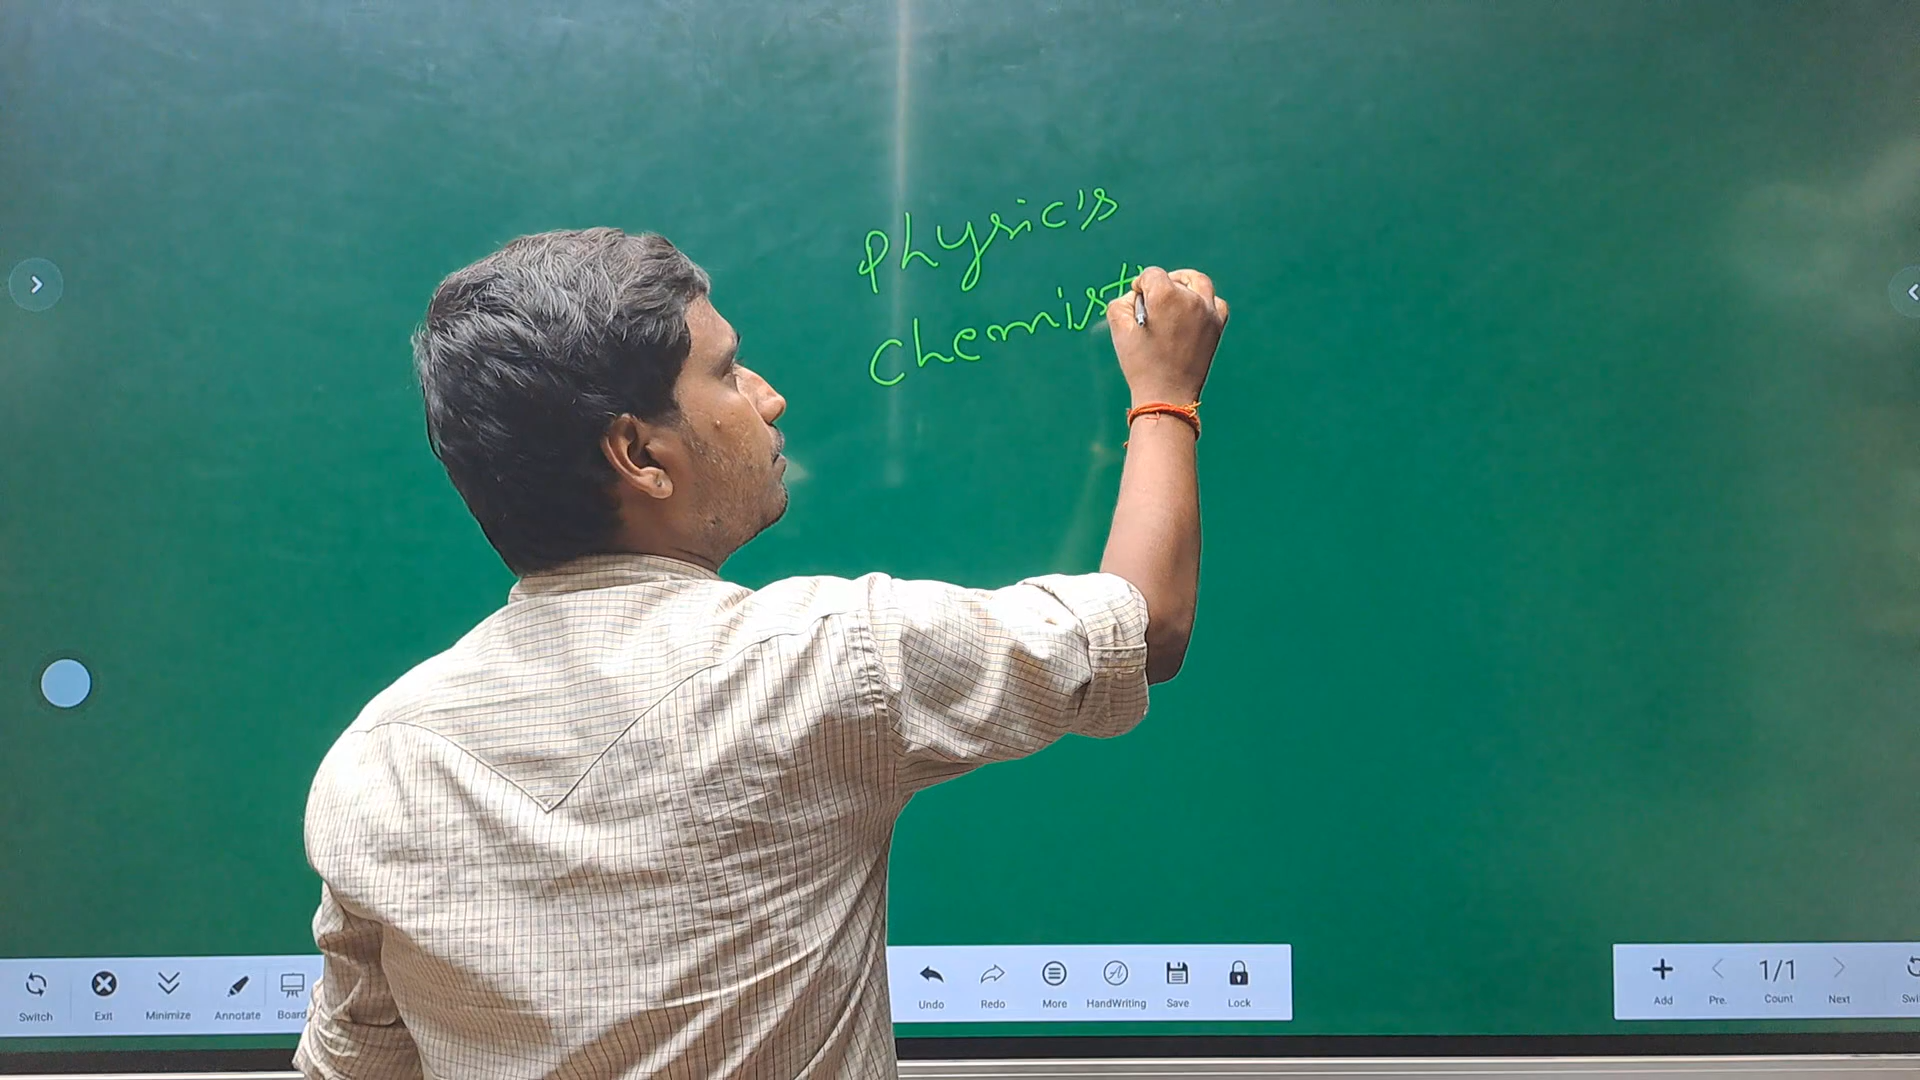 Physic's
Chemist
Switch
Exit
Minimize
Annotate
Board
Undo
Redo
More
HandWriting
Save
Lock
Add
Pre.
1/1
Count
Next
Swi